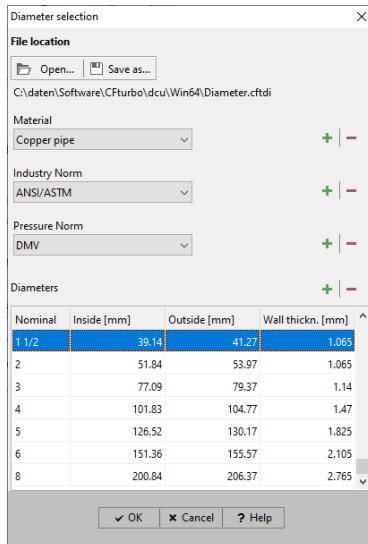 Diameter selection
File location
Open... Save as...
C:\daten\Software\CFturbo\dcu\Win64\Diameter.cftdi
Material
Copper pipe
Industry Norm
ANSI/ASTM
Pressure Norm
DMV
Diameters
Nominal Inside [mm] Outside [mm] Wall thickn. [mm]
1 1/2 39.14 41.27 1.065
2 51.84 53.97 1.065
3 77.09 79.37 1.14
4 101.83 104.77 1.47
5 126.52 130.17 1.825
6 151.36 155.57 2.105
8 200.84 206.37 2.765
OK Cancel ? Help